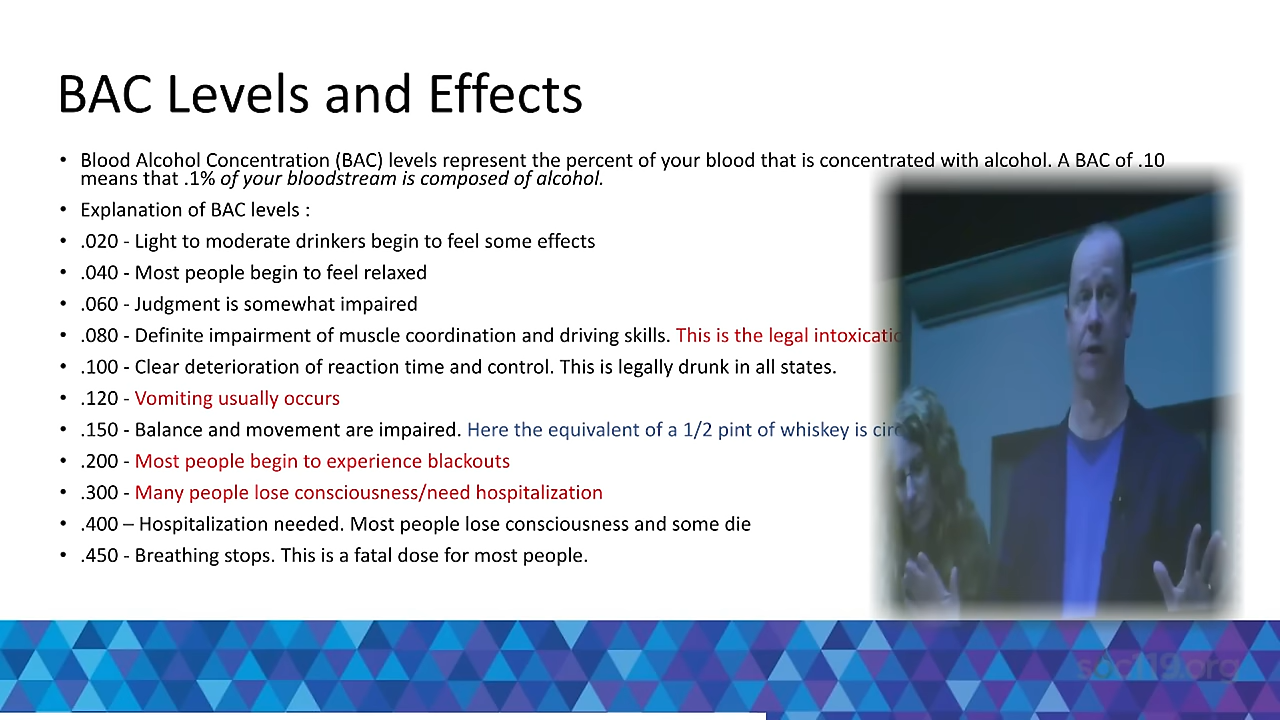 BAC Levels and Effects
• Blood Alcohol Concentration (BAC) levels represent the percent of your blood that is concentrated with alcohol. A BAC of .10
means that .1% of your bloodstream is composed of alcohol.
• Explanation of BAC levels :
• .020 - Light to moderate drinkers begin to feel some effects
• .040 - Most people begin to feel relaxed
• .060 - Judgment is somewhat impaired
• .080 - Definite impairment of muscle coordination and driving skills. This is the legal
• .100 - Clear deterioration of reaction time and control. This is legally drunk in all states.
• .120 - Vomiting usually occurs
• .150 - Balance and movement are impaired. Here the equivalent of a 1/2 pint of whiskey is
• .200 - Most people begin to experience blackouts
• .300 - Many people lose consciousness/need hospitalization
• .400 – Hospitalization needed. Most people lose consciousness and some die
• .450 - Breathing stops. This is a fatal dose for most people.
soc119.org